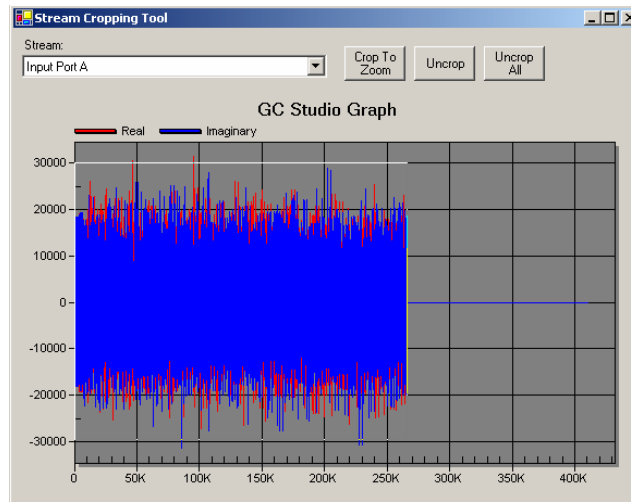 Stream Cropping Tool
Stream:
Input Port A
Crop To
Zoom
Uncrop
Uncrop
All
GC Studio Graph
Real
Imaginary
30000
20000
10000
0
-10000
-20000
-30000
0 50K 100K 150K 200K 250K 300K 350K 400K